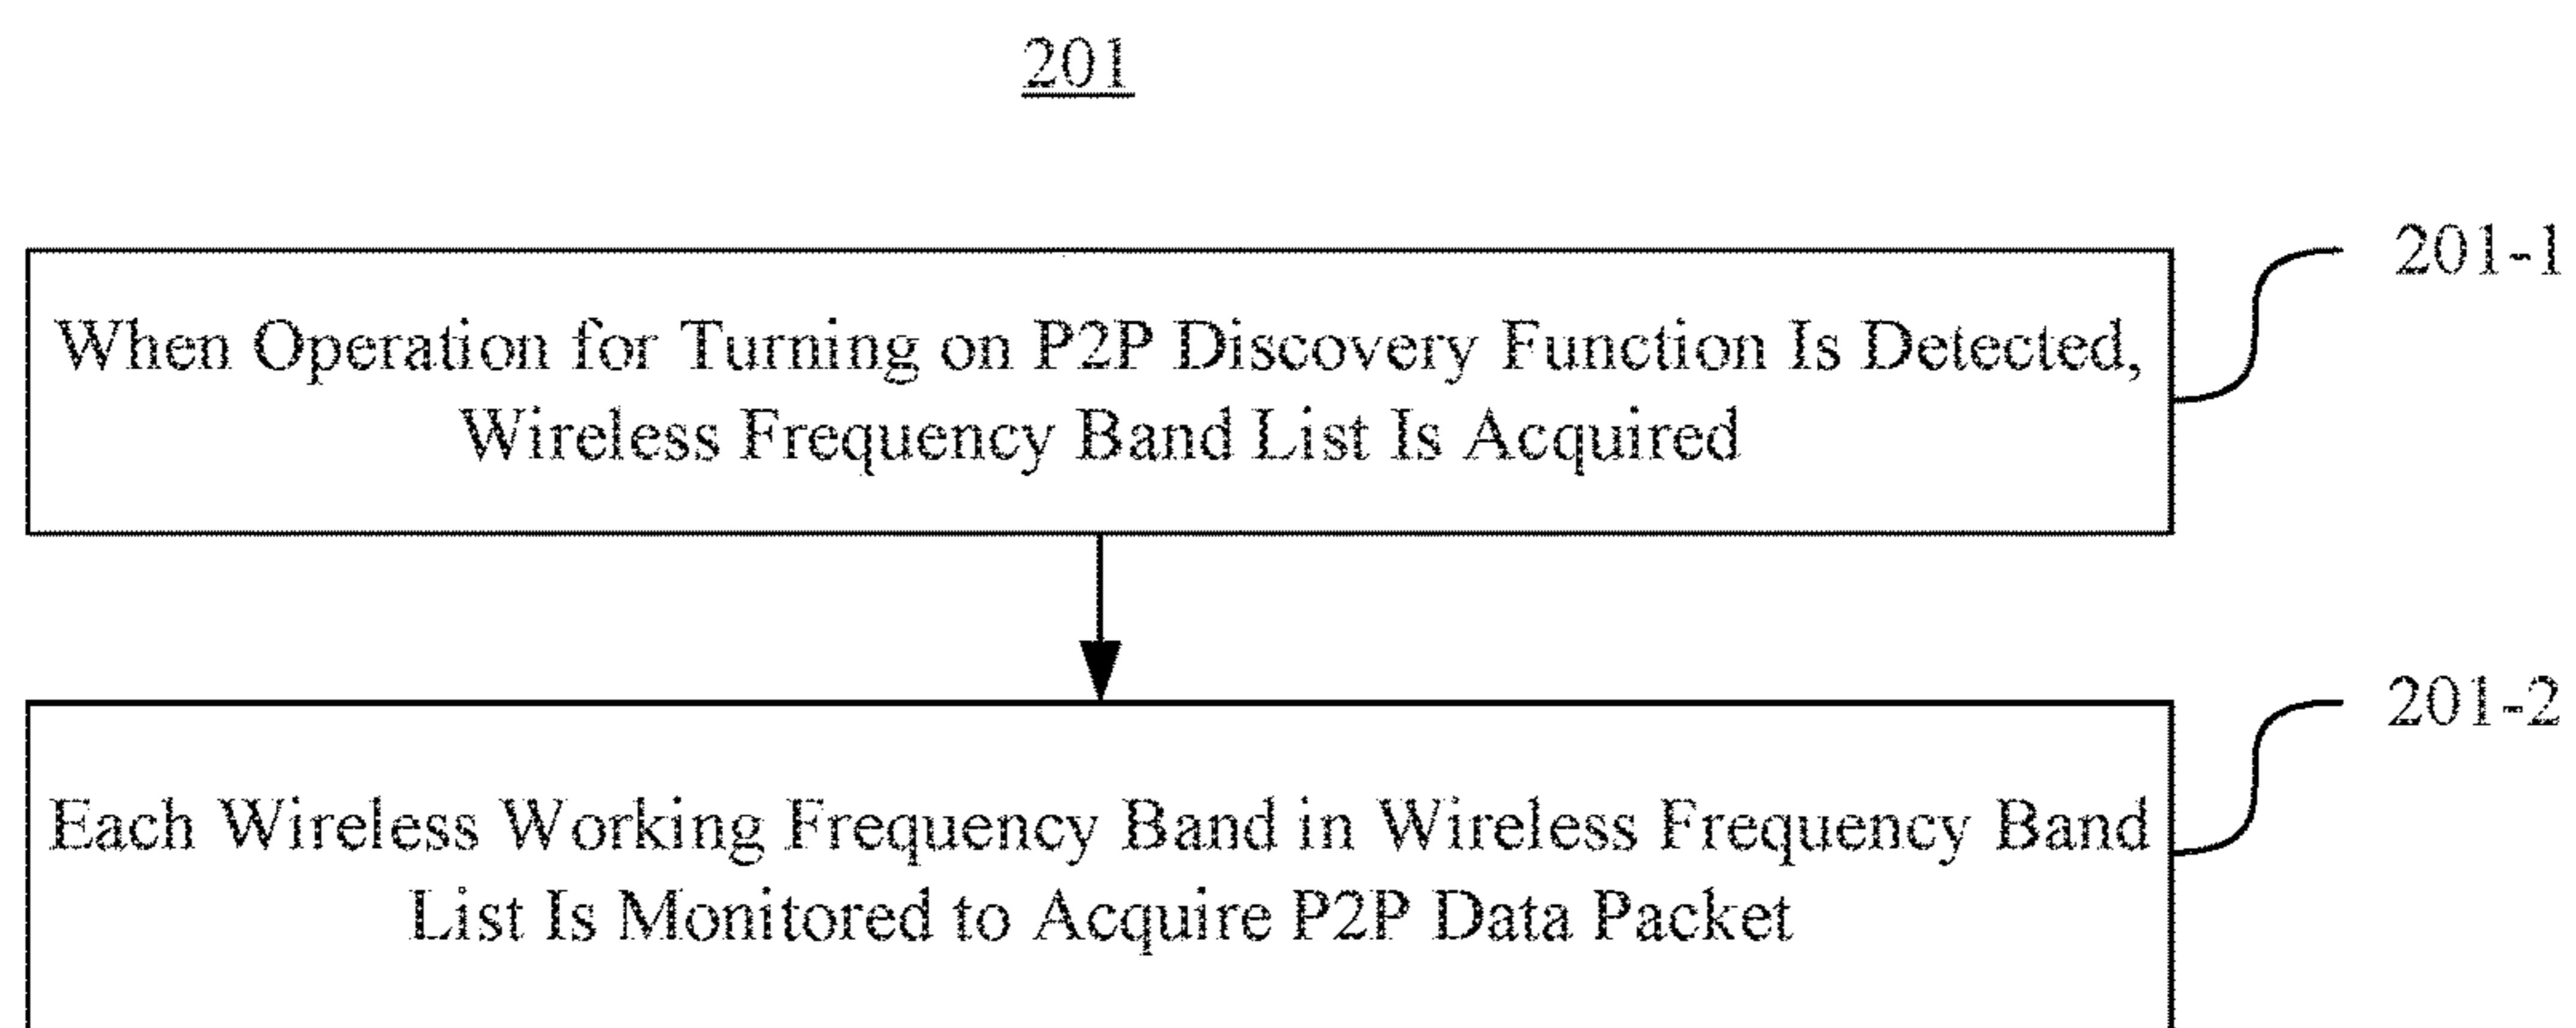 201
201-1
When Operation for Turning on P2P Discovery Function Is Detected,
Wireless Frequency Band List Is Acquired
201-2
Each Wireless Working Frequency Band in Wireless Frequency Band
List Is Monitored to Acquire P2P Data Packet